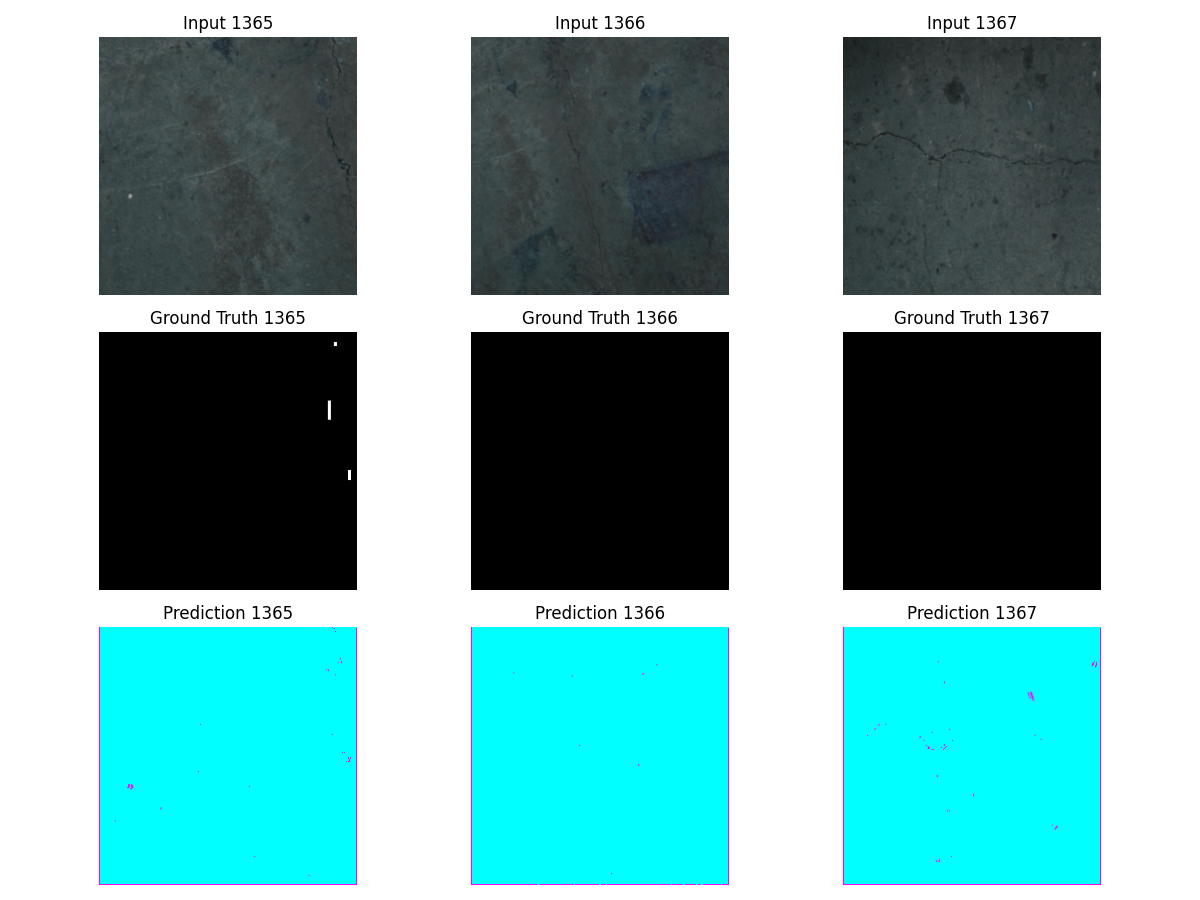 Input 1365
Input 1366
Input 1367
Ground Truth 1365
Ground Truth 1366
Ground Truth 1367
Prediction 1365
Prediction 1366
Prediction 1367